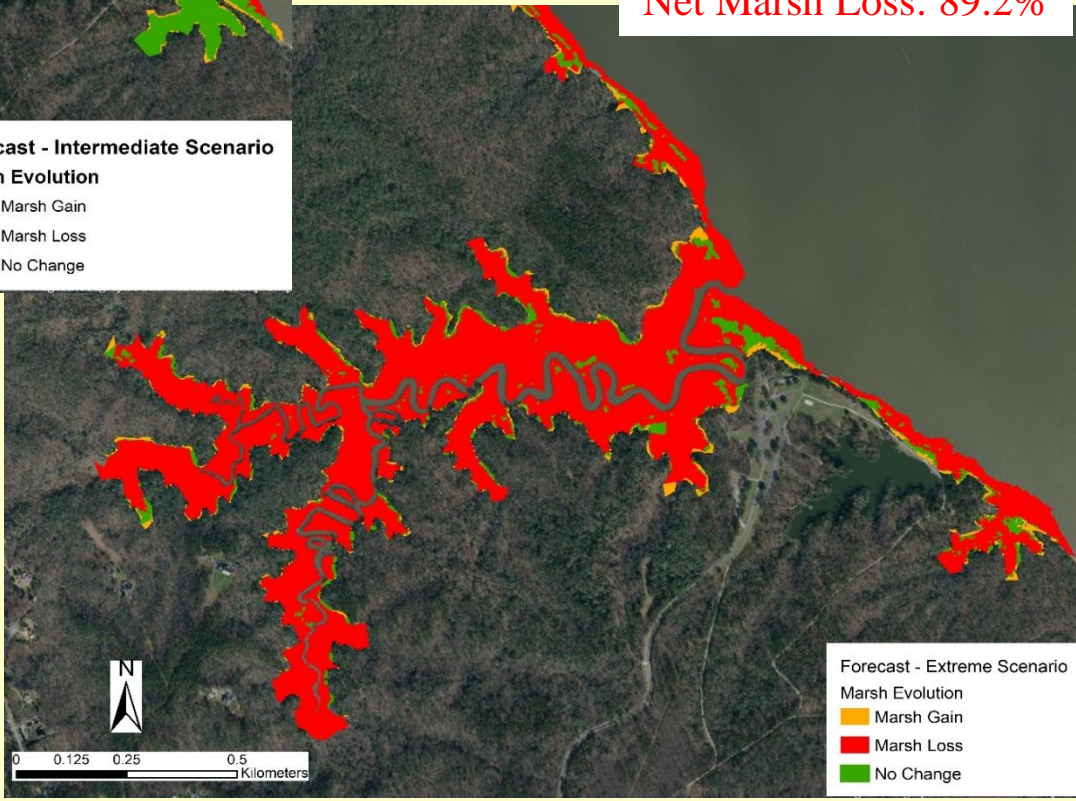 Net Marsh Loss: 89.2%
cast - Intermediate Scenario
Evolution
Marsh Gain
Marsh Loss
No Change
N
0 0.125 0.25 0.5
Kilometers
Forecast - Extreme Scenario
Marsh Evolution
Marsh Gain
Marsh Loss
No Change